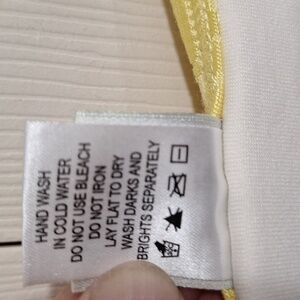 HAND WASH
IN COLD WATER
DO NOT USE BLEACH
DO NOT IRON
LAY FLAT TO DRY
WASH DARKS AND
BRIGHTS SEPARATELY